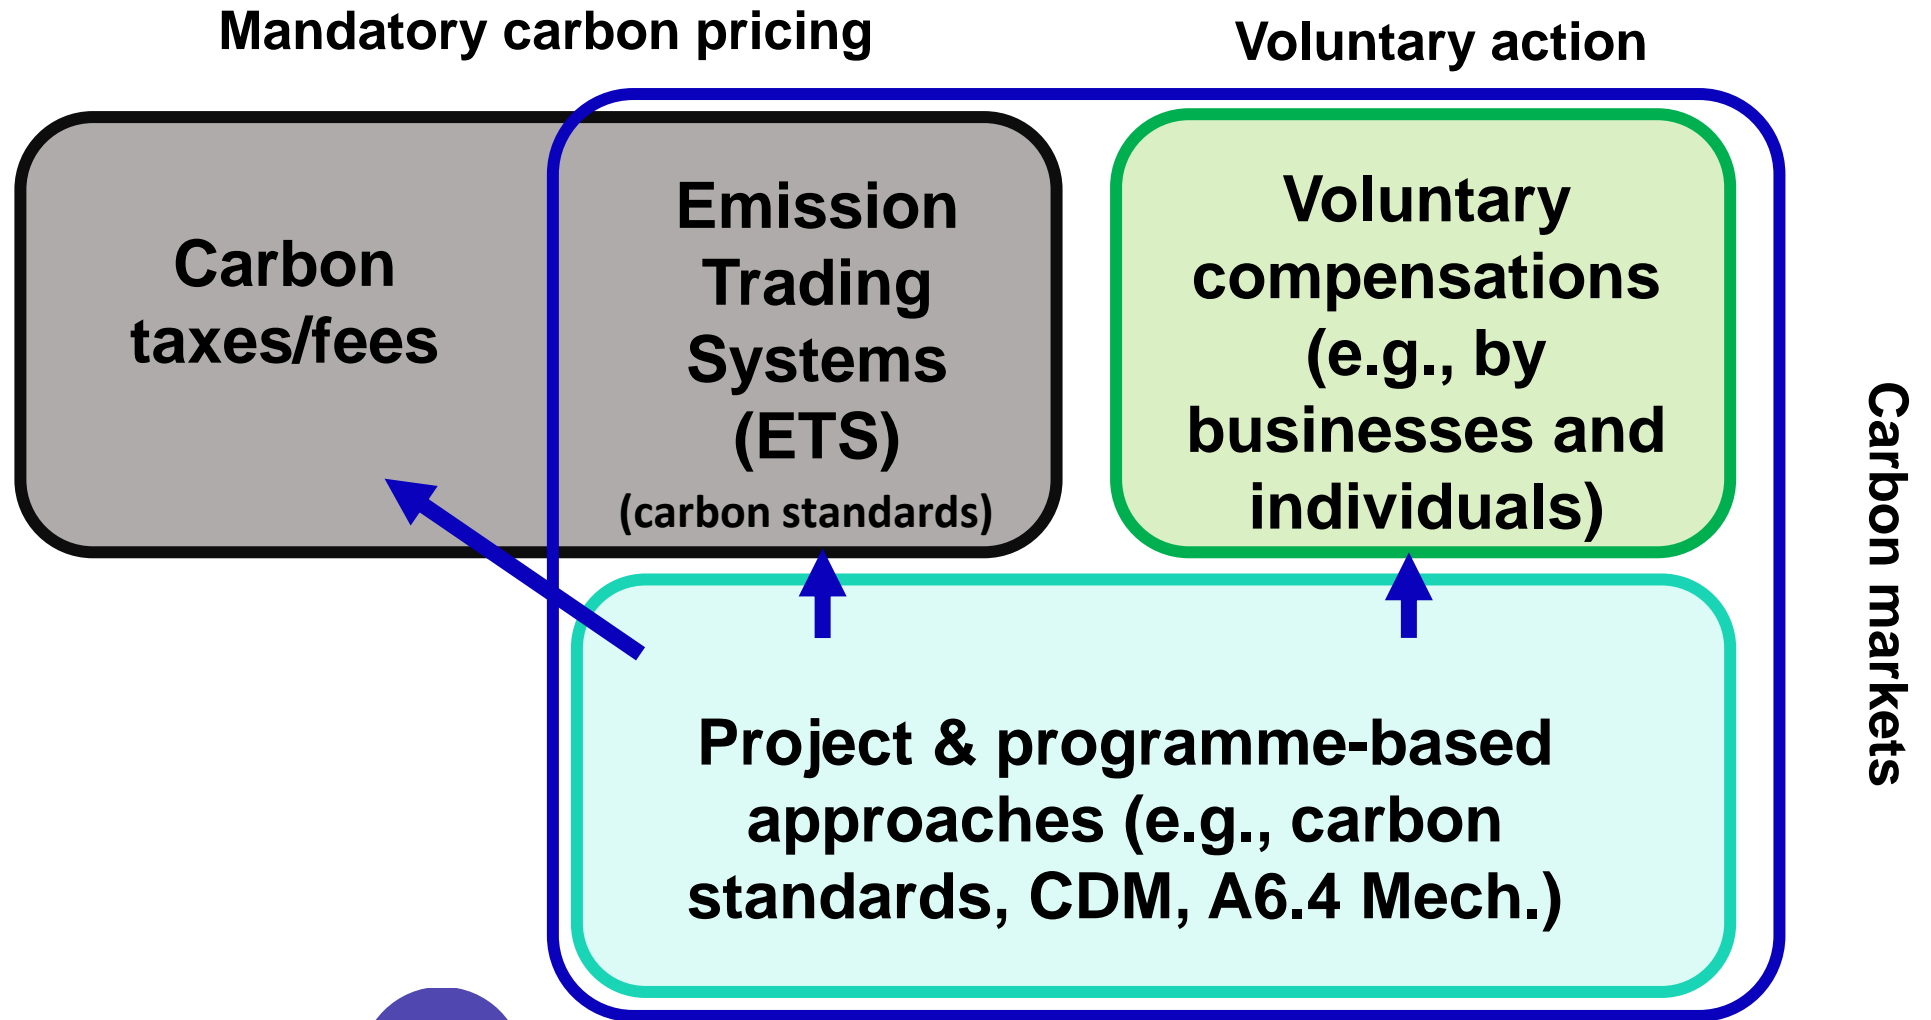 Mandatory carbon pricing
Voluntary action
Carbon
taxes/fees
Emission
Trading
Systems
(ETS)
(carbon standards)
Voluntary
compensations
(e.g., by
businesses and
individuals)
Carbon markets
Project & programme-based
approaches (e.g., carbon
standards, CDM, A6.4 Mech.)